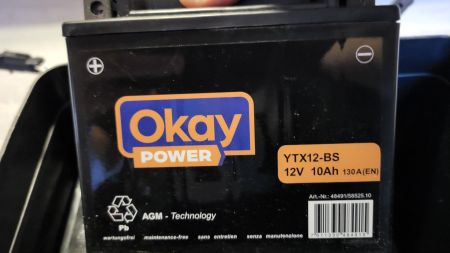 Okay
POWER
YTX12-BS
12V 10Ah 130A(EN)
Art.-Nr.: 48491/S8525.10
Pb
AGM - Technology
wartungsfrei maintenance-free sans entretien senza manutenzione